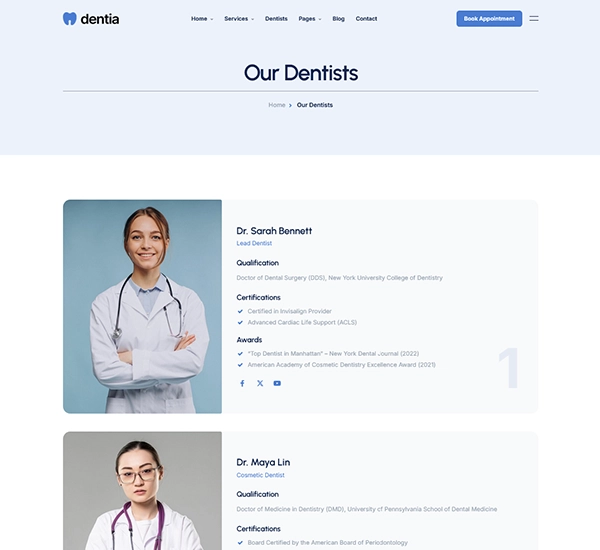 dentia
Home
Services
Dentists
Pages
Blog
Contact
Book Appointment
Our Dentists
Home › Our Dentists
Dr. Sarah Bennett
Lead Dentist
Qualification
Doctor of Dental Surgery (DDS), New York University College of Dentistry
Certifications
Certified in Invisalign Provider
Advanced Cardiac Life Support (ACLS)
Awards
“Top Dentist in Manhattan” – New York Dental Journal (2022)
American Academy of Cosmetic Dentistry Excellence Award (2021)
1
Dr. Maya Lin
Cosmetic Dentist
Qualification
Doctor of Medicine in Dentistry (DMD), University of Pennsylvania School of Dental Medicine
Certifications
Board Certified by the American Board of Periodontology